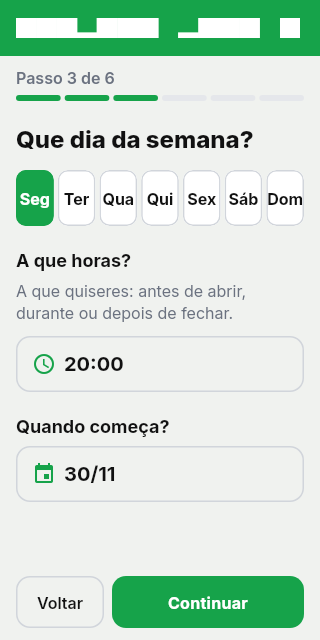 Passo 3 de 6
Que dia da semana?
Seg Ter Qua Qui Sex Sáb Dom
A que horas?
A que quiseres: antes de abrir,
durante ou depois de fechar.
20:00
Quando começa?
30/11
Voltar Continuar